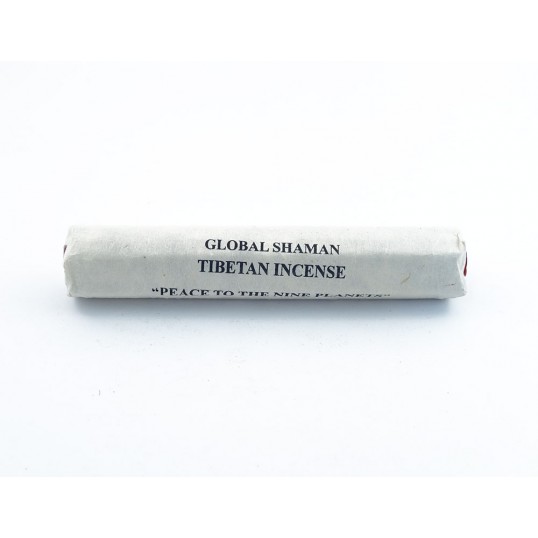 GLOBAL SHAMAN
TIBETAN INCENSE
“PEACE TO THE NINE PLANETS”